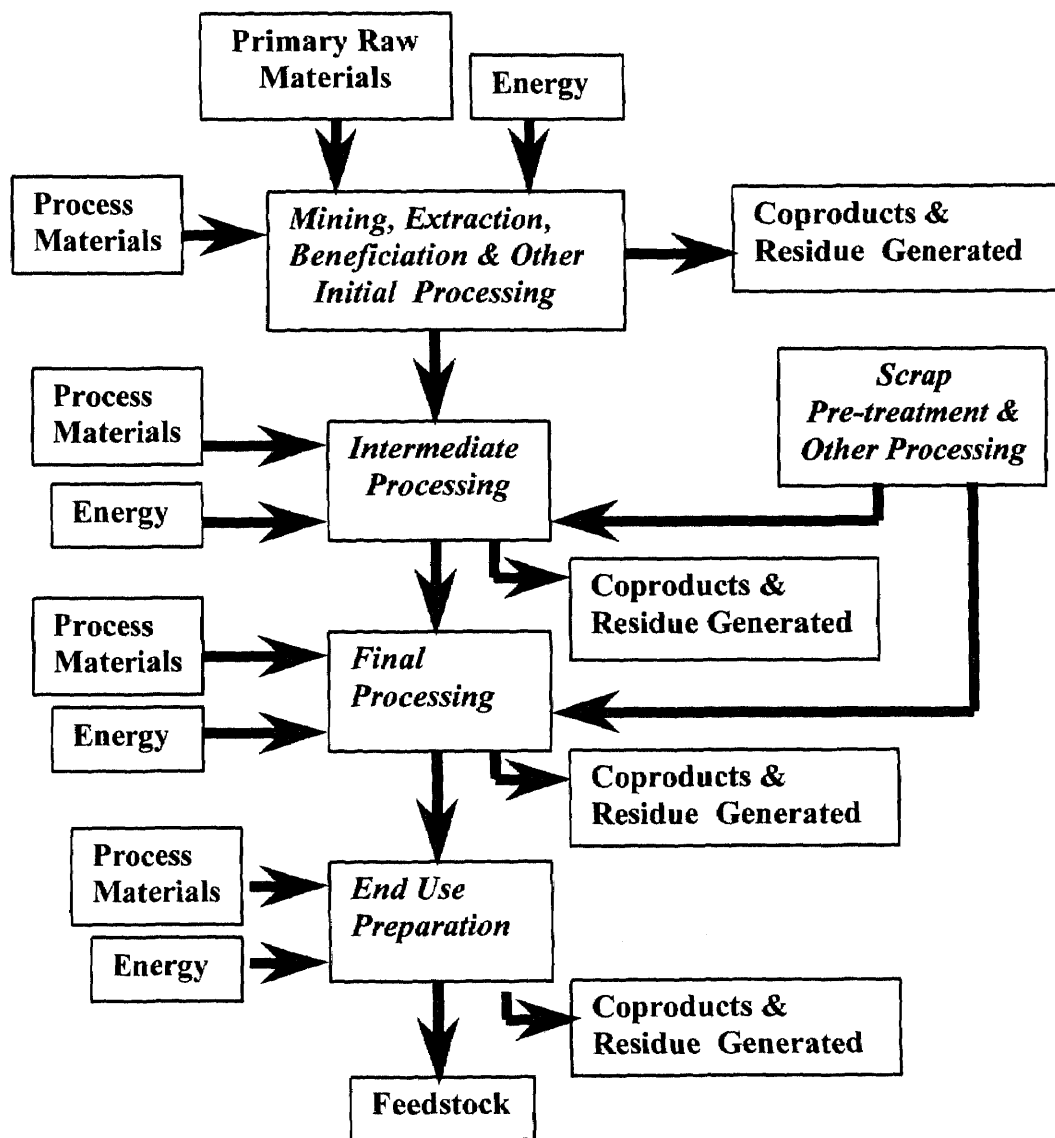 Primary Raw
Materials
Energy
Process
Materials
Mining, Extraction,
Beneficiation & Other
Initial Processing
Coproducts &
Residue Generated
Process
Materials
Energy
Intermediate
Processing
Scrap
Pre-treatment &
Other Processing
Coproducts &
Residue Generated
Process
Materials
Energy
Final
Processing
Coproducts &
Residue Generated
Process
Materials
Energy
End Use
Preparation
Coproducts &
Residue Generated
Feedstock